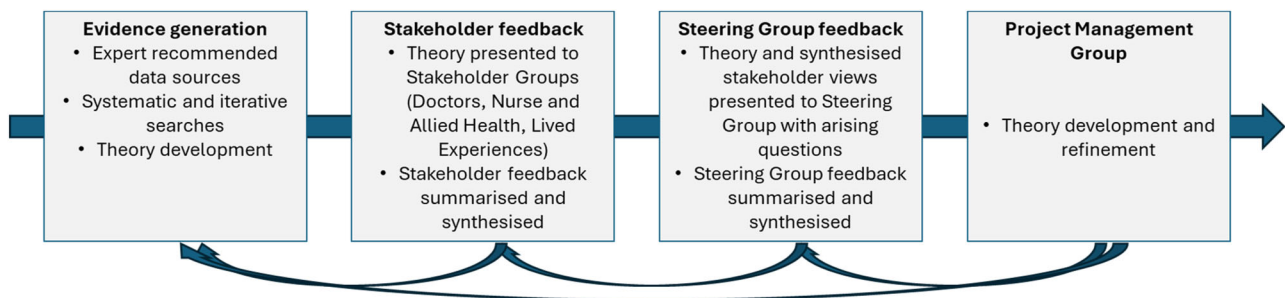 Evidence generation
• Expert recommended
data sources
• Systematic and iterative
searches
• Theory development
Stakeholder feedback
• Theory presented to
Stakeholder Groups
(Doctors, Nurse and
Allied Health, Lived
Experiences)
• Stakeholder feedback
summarised and
synthesised
Steering Group feedback
• Theory and synthesised
stakeholder views
presented to Steering
Group with arising
questions
• Steering Group feedback
summarised and
synthesised
Project Management
Group
• Theory development and
refinement